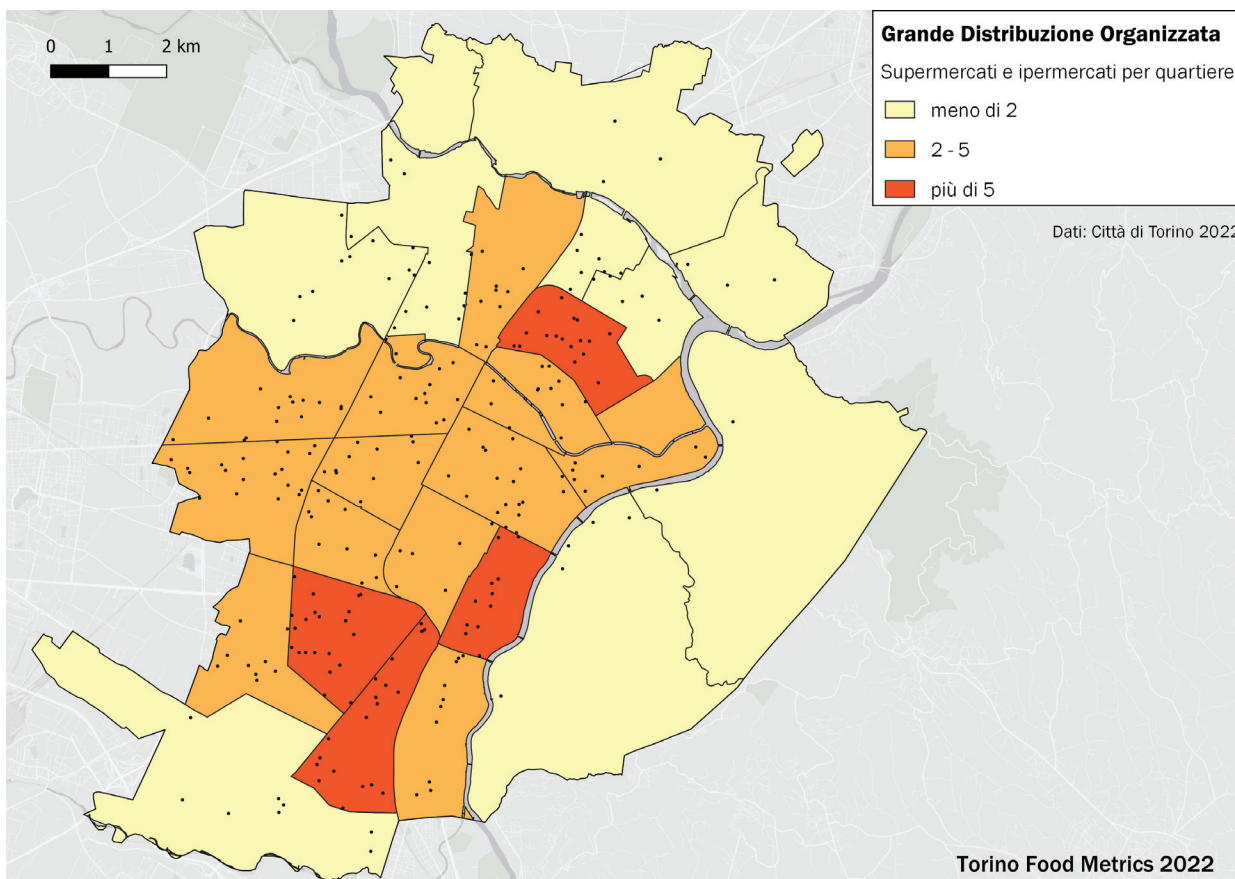 0 1 2 km
Grande Distribuzione Organizzata
Supermercati e ipermercati per quartiere
meno di 2
2 - 5
più di 5
Dati: Città di Torino 2022
Torino Food Metrics 2022